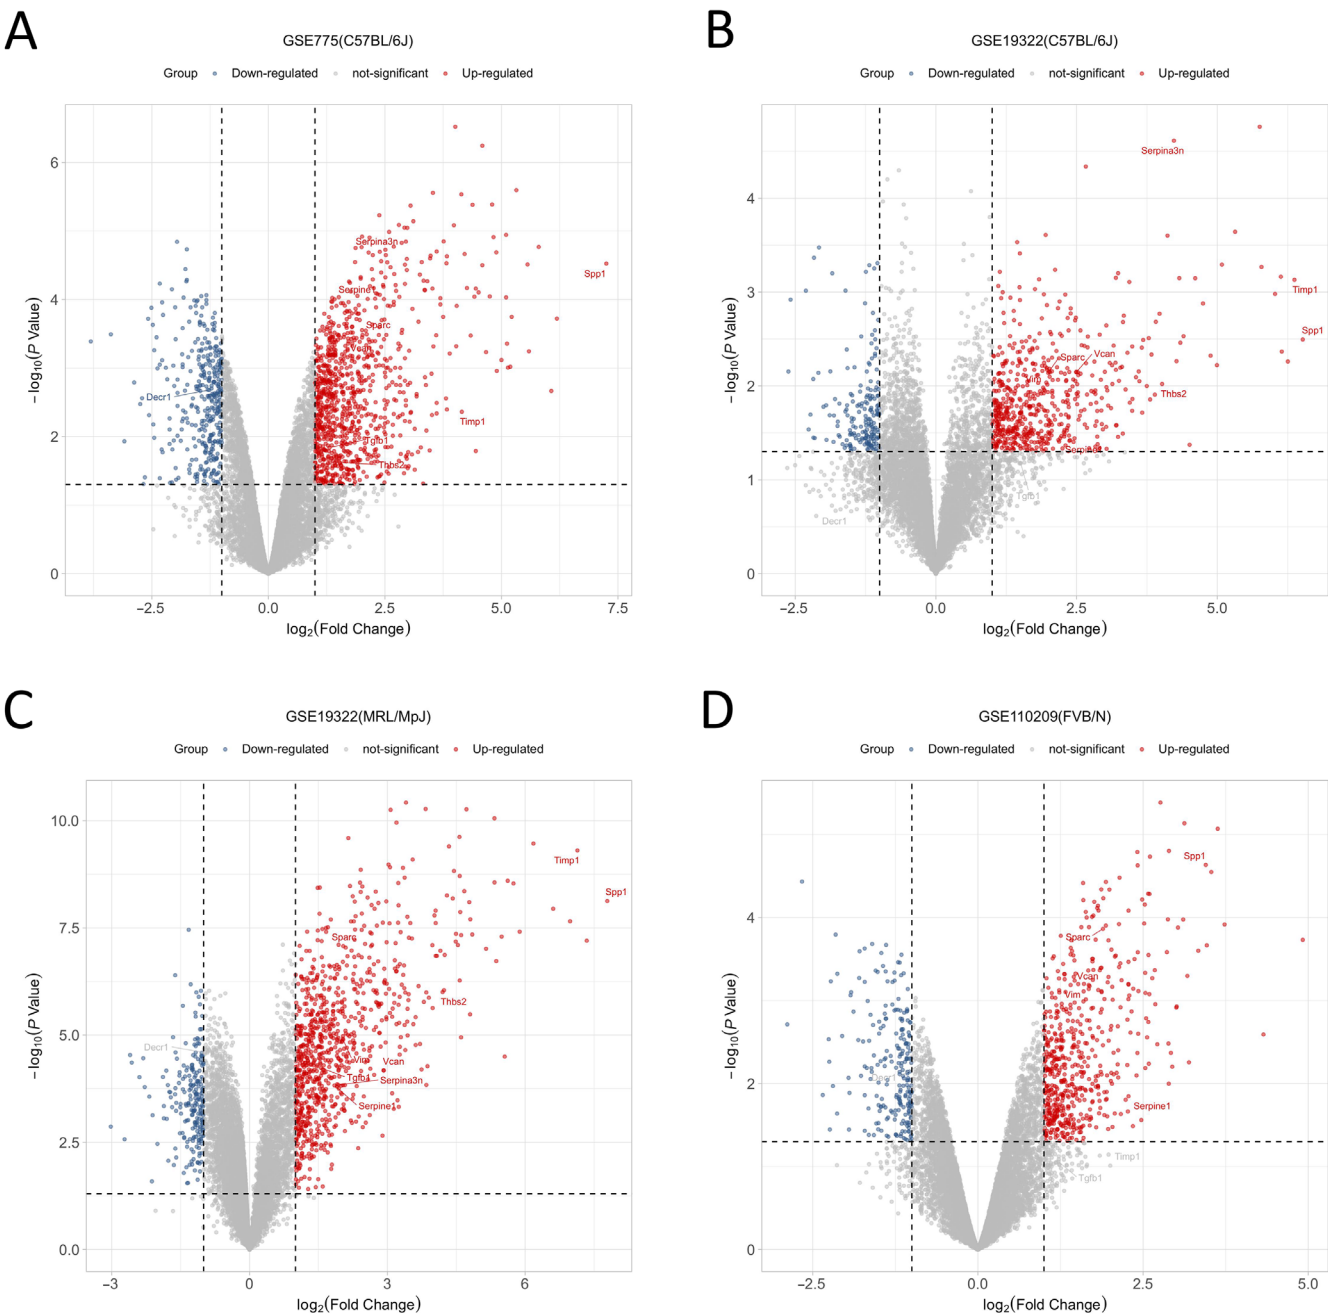 A
GSE775(C57BL/6J)
Group Down-regulated not-significant Up-regulated
6
4
2
0
−2.5 0.0 2.5 5.0 7.5
−log10(P Value)
log2(Fold Change)
Serpina3n
Spp1
Serpine1
Sparc
Vcan
Decr1
Timp1
Tgfb1
Thbs2
B
GSE19322(C57BL/6J)
Group Down-regulated not-significant Up-regulated
4
3
2
1
0
−2.5 0.0 2.5 5.0
−log10(P Value)
log2(Fold Change)
Serpina3n
Timp1
Spp1
Sparc
Vcan
Vim
Thbs2
Serpine1
Tgfb1
Decr1
C
GSE19322(MRL/MpJ)
Group Down-regulated not-significant Up-regulated
10.0
7.5
5.0
2.5
0.0
−3 0 3 6
−log10(P Value)
log2(Fold Change)
Timp1
Spp1
Sparc
Thbs2
Decr1
Vim
Vcan
Tgfb1
Serpina3n
Serpine1
D
GSE110209(FVB/N)
Group Down-regulated not-significant Up-regulated
4
2
0
−2.5 0.0 2.5 5.0
−log10(P Value)
log2(Fold Change)
Spp1
Sparc
Vcan
Vim
Decr1
Serpine1
Timp1
Tgfb1